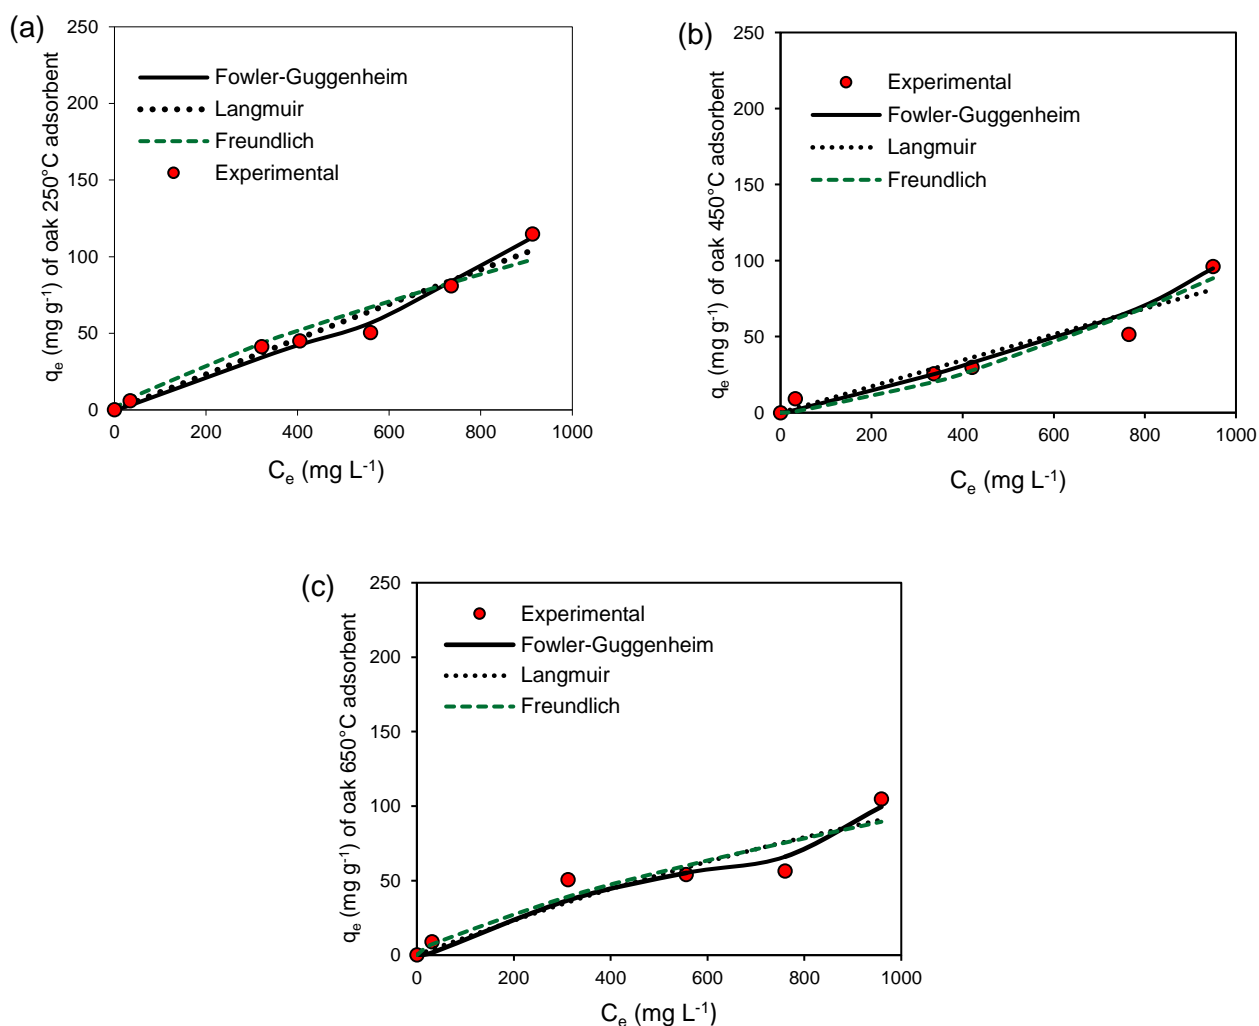 (a)
250
200
150
100
50
0
0 200 400 600 800 1000
qₑ (mg g⁻¹) of oak 250°C adsorbent
Cₑ (mg L⁻¹)
Fowler-Guggenheim
Langmuir
Freundlich
Experimental
(b)
250
200
150
100
50
0
0 200 400 600 800 1000
qₑ (mg g⁻¹) of oak 450°C adsorbent
Cₑ (mg L⁻¹)
Experimental
Fowler-Guggenheim
Langmuir
Freundlich
(c)
250
200
150
100
50
0
0 200 400 600 800 1000
qₑ (mg g⁻¹) of oak 650°C adsorbent
Cₑ (mg L⁻¹)
Experimental
Fowler-Guggenheim
Langmuir
Freundlich